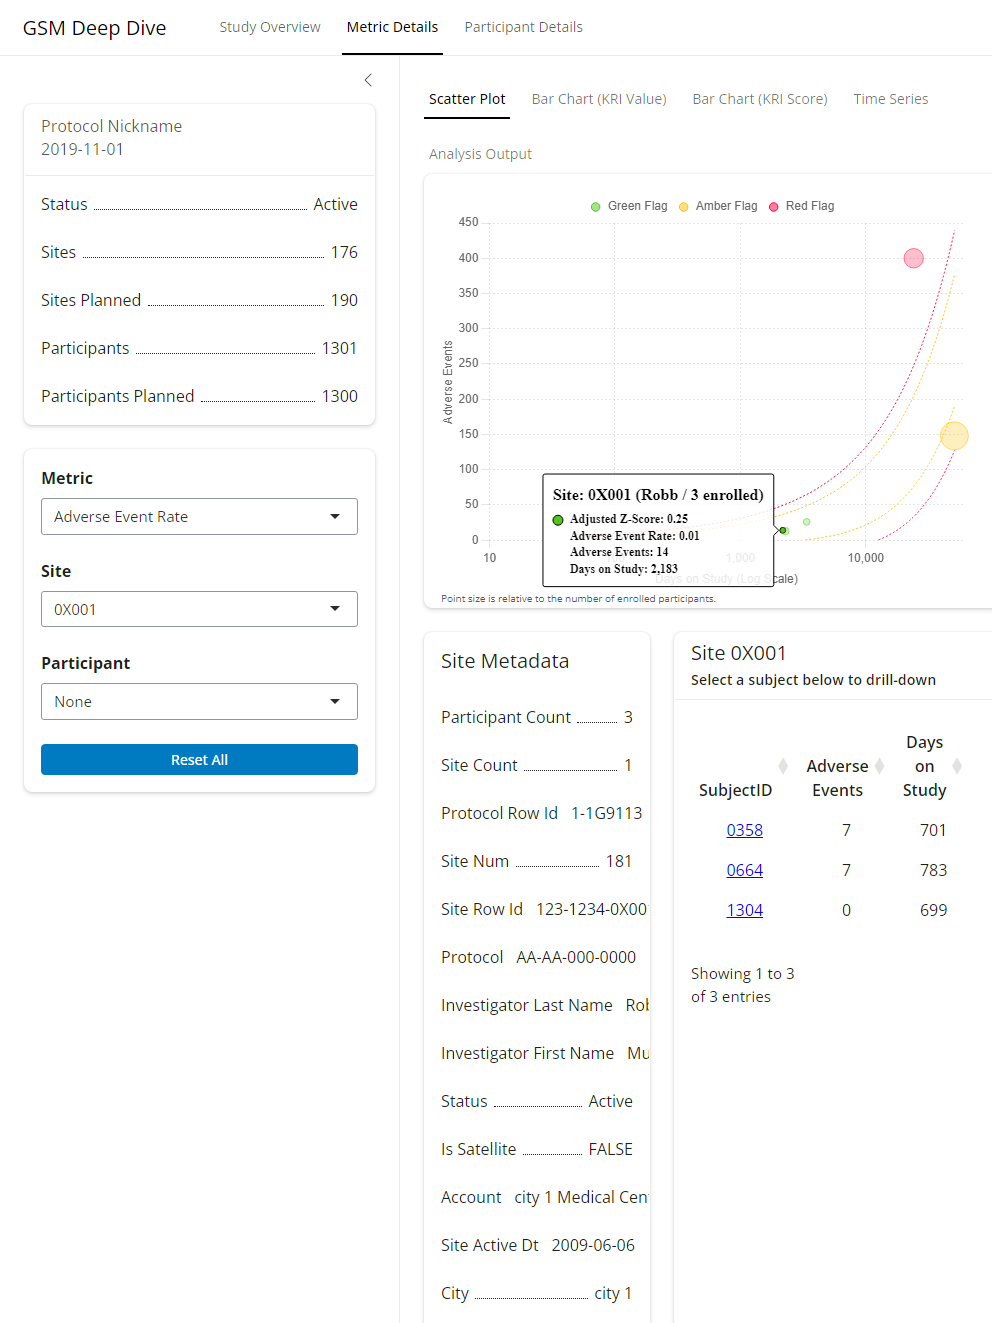 GSM Deep Dive
Study Overview
Metric Details
Participant Details
Protocol Nickname
2019-11-01
Status Active
Sites 176
Sites Planned 190
Participants 1301
Participants Planned 1300
Metric
Adverse Event Rate
Site
0X001
Participant
None
Reset All
Scatter Plot
Bar Chart (KRI Value)
Bar Chart (KRI Score)
Time Series
Analysis Output
Green Flag
Amber Flag
Red Flag
450
400
350
300
250
200
150
100
50
0
Adverse Events
10
1,000
10,000
Days on Study (Log Scale)
Site: 0X001 (Robb / 3 enrolled)
Adjusted Z-Score: 0.25
Adverse Event Rate: 0.01
Adverse Events: 14
Days on Study: 2,183
Point size is relative to the number of enrolled participants.
Site Metadata
Participant Count 3
Site Count 1
Protocol Row Id 1-1G9113
Site Num 181
Site Row Id 123-1234-0X00
Protocol AA-AA-000-0000
Investigator Last Name Rob
Investigator First Name Mu
Status Active
Is Satellite FALSE
Account city 1 Medical Cen
Site Active Dt 2009-06-06
City city 1
Site 0X001
Select a subject below to drill-down
SubjectID
Adverse
Events
Days
on
Study
0358 7 701
0664 7 783
1304 0 699
Showing 1 to 3
of 3 entries